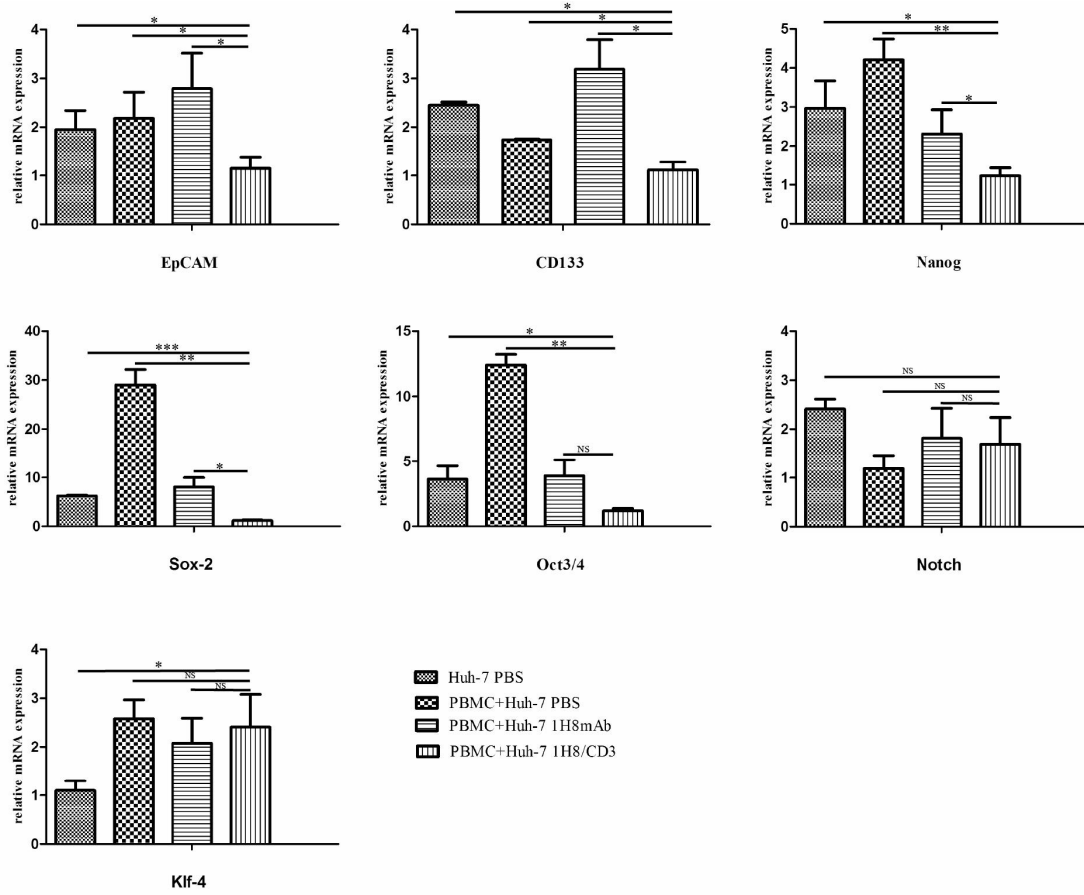 *
*
*
relative mRNA expression
4
3
2
1
0
EpCAM
*
*
*
relative mRNA expression
4
3
2
1
0
CD133
*
**
*
relative mRNA expression
5
4
3
2
1
0
Nanog
***
**
*
relative mRNA expression
40
30
20
10
0
Sox-2
*
**
NS
relative mRNA expression
15
10
5
0
Oct3/4
NS
NS
NS
relative mRNA expression
4
3
2
1
0
Notch
*
NS
NS
relative mRNA expression
4
3
2
1
0
Klf-4
Huh-7 PBS
PBMC+Huh-7 PBS
PBMC+Huh-7 1H8mAb
PBMC+Huh-7 1H8/CD3